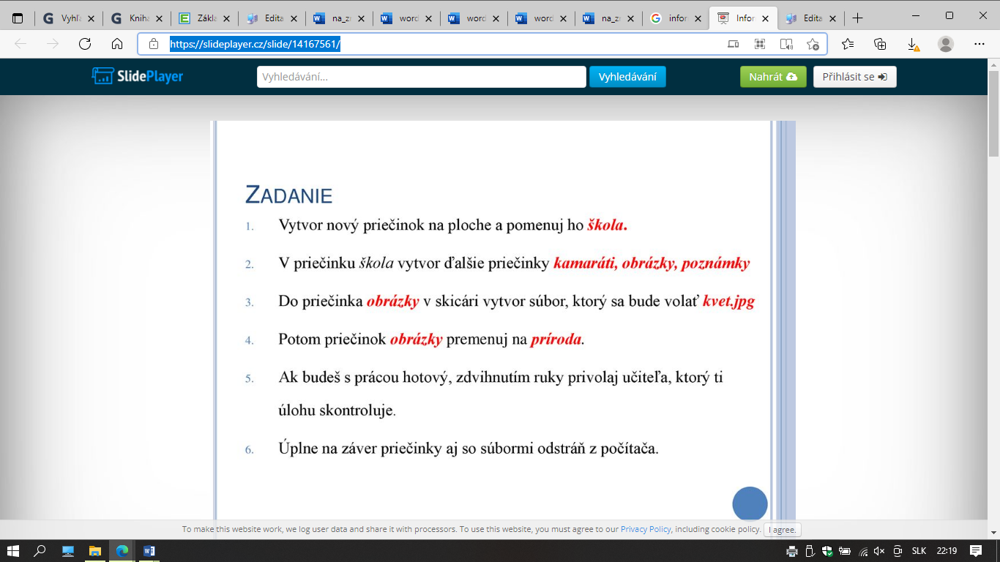 Vyhľa
Kniha
Zákla
Edita
na_zi
word
word
word
na_zi
infor
Infor
Edita
https://slideplayer.cz/slide/14167561/
SlidePlayer
Vyhledávání...
Vyhledávání
Nahrát
Přihlásit se
ZADANIE
1. Vytvor nový priečinok na ploche a pomenuj ho škola.
2. V priečinku škola vytvor ďalšie priečinky kamaráti, obrázky, poznámky
3. Do priečinka obrázky v skicári vytvor súbor, ktorý sa bude volať kvet.jpg
4. Potom priečinok obrázky premenuj na príroda.
5. Ak budeš s prácou hotový, zdvihnutím ruky privolaj učiteľa, ktorý ti
úlohu skontroluje.
6. Úplne na záver priečinky aj so súbormi odstráň z počítača.
To make this website work, we log user data and share it with processors. To use this website, you must agree to our Privacy Policy, including cookie policy.
I agree.
SLK
22:19